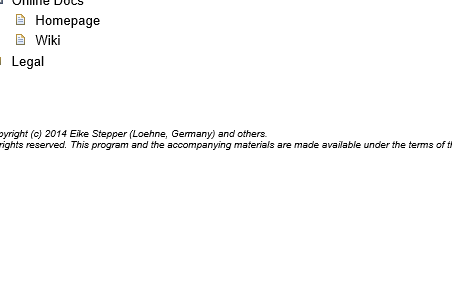 Online Docs
Homepage
Wiki
Legal
pyright (c) 2014 Eike Stepper (Loehne, Germany) and others.
rights reserved. This program and the accompanying materials are made available under the terms of th